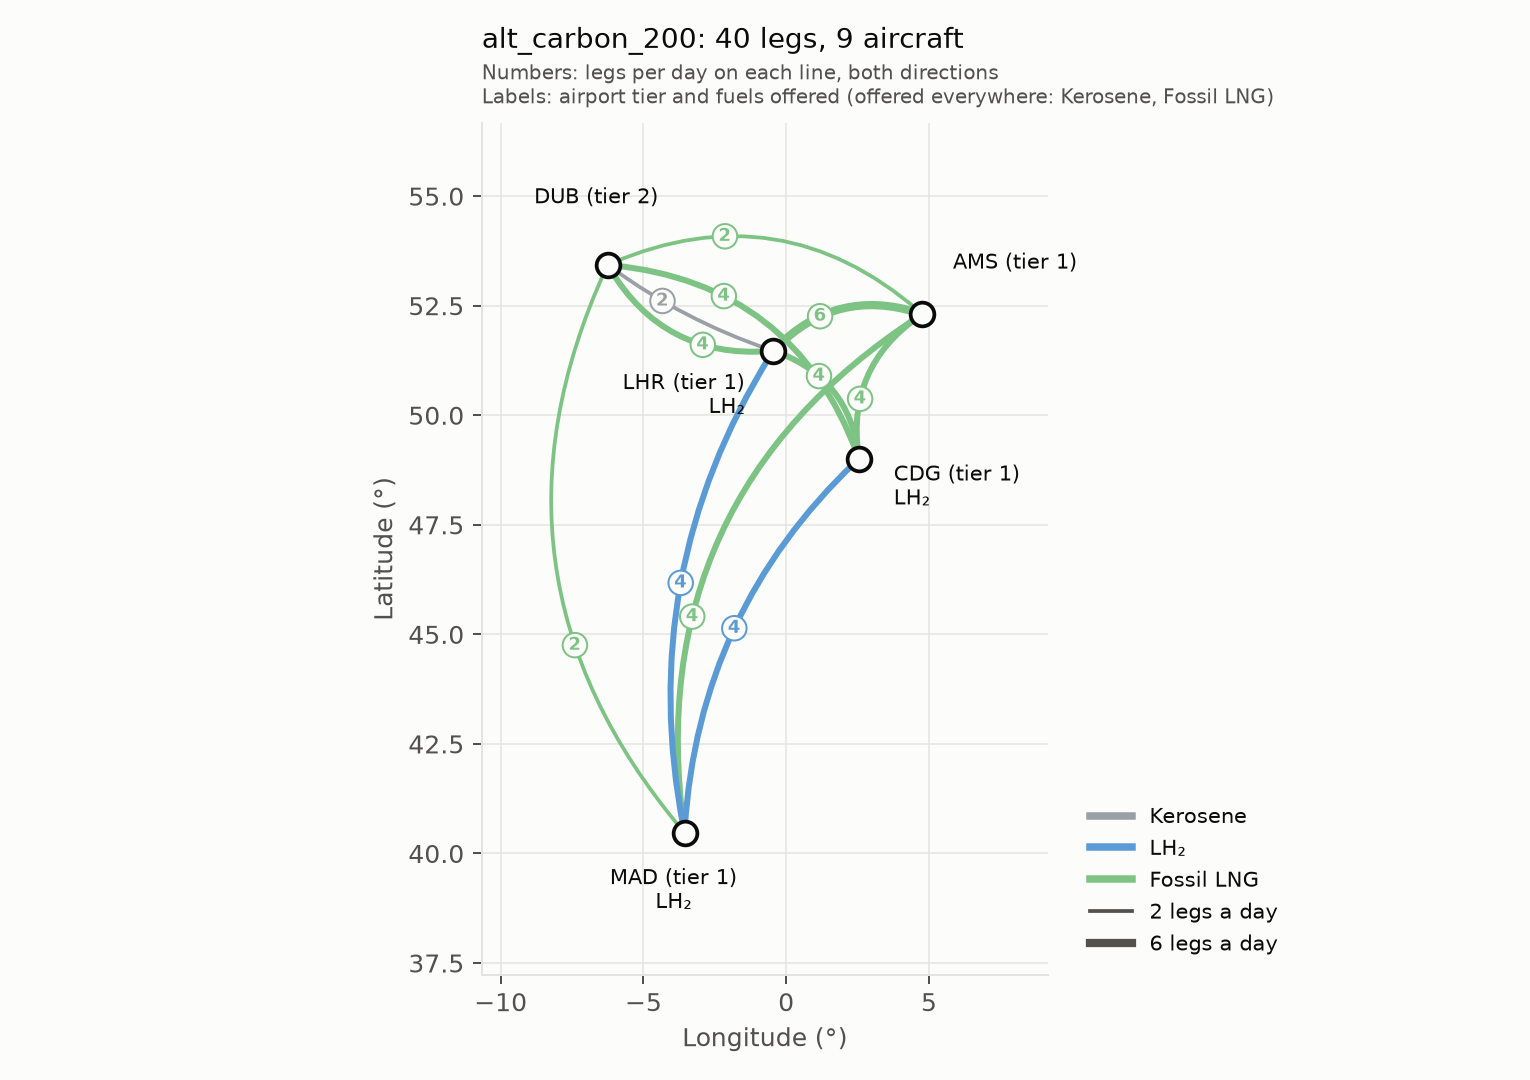 alt_carbon_200: 40 legs, 9 aircraft
Numbers: legs per day on each line, both directions
Labels: airport tier and fuels offered (offered everywhere: Kerosene, Fossil LNG)
55.0
52.5
50.0
47.5
45.0
42.5
40.0
37.5
Latitude (°)
DUB (tier 2)
AMS (tier 1)
LHR (tier 1)
LH₂
CDG (tier 1)
LH₂
MAD (tier 1)
LH₂
2
4
2
6
4
4
4
4
4
4
2
−10
−5
0
5
Longitude (°)
Kerosene
LH₂
Fossil LNG
2 legs a day
6 legs a day